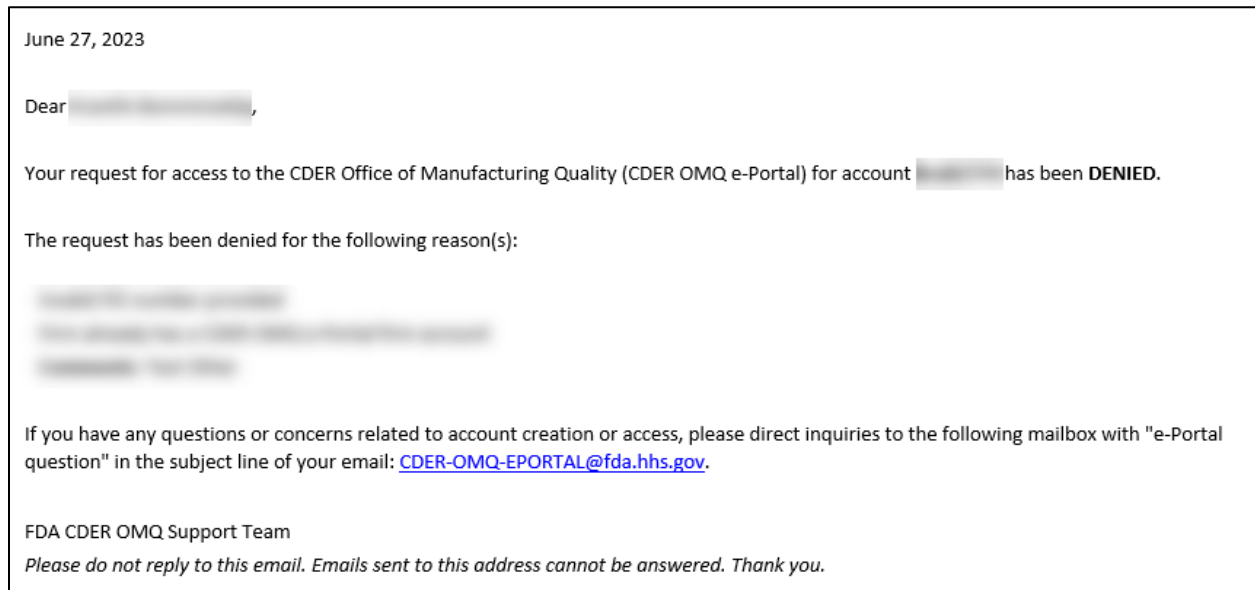 June 27, 2023
Dear ,
Your request for access to the CDER Office of Manufacturing Quality (CDER OMQ e-Portal) for account has been DENIED.
The request has been denied for the following reason(s):
If you have any questions or concerns related to account creation or access, please direct inquiries to the following mailbox with "e-Portal
question" in the subject line of your email: CDER-OMQ-EPORTAL@fda.hhs.gov.
FDA CDER OMQ Support Team
Please do not reply to this email. Emails sent to this address cannot be answered. Thank you.